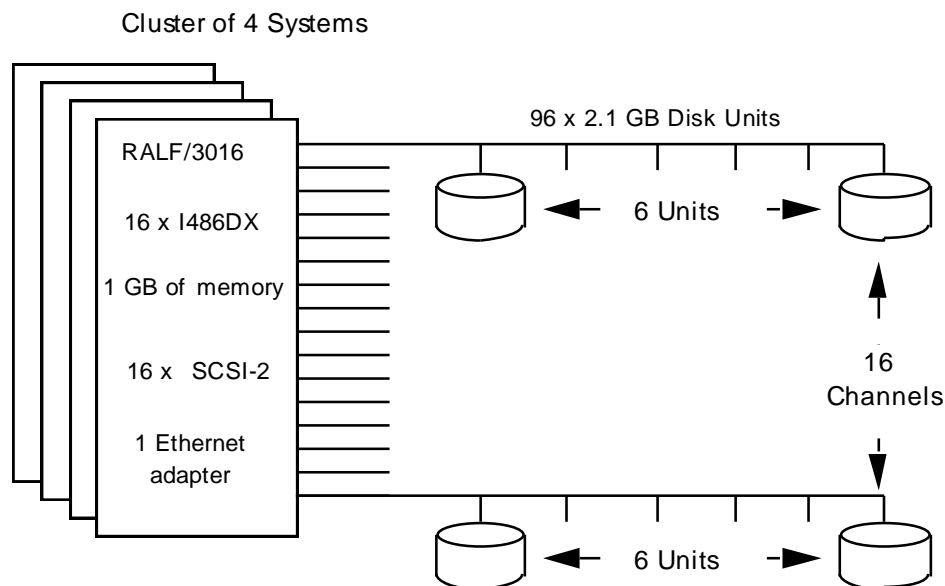 Cluster of 4 Systems
96 x 2.1 GB Disk Units
RALF/3016
16 x I486DX
6 Units
1 GB of memory
16 x SCSI-2
16
Channels
1 Ethernet
adapter
6 Units